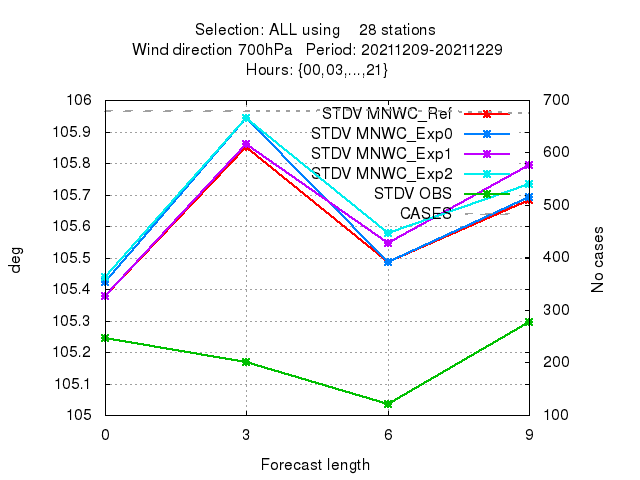 Selection: ALL using    28 stations
Wind direction 700hPa   Period: 20211209-20211229
Hours: {00,03,...,21}
106
105.9
105.8
105.7
105.6
105.5
105.4
105.3
105.2
105.1
105
deg
STDV MNWC_Ref
STDV MNWC_Exp0
STDV MNWC_Exp1
STDV MNWC_Exp2
STDV OBS
CASES
700
600
500
400
300
200
100
No cases
0 3 6 9
Forecast length